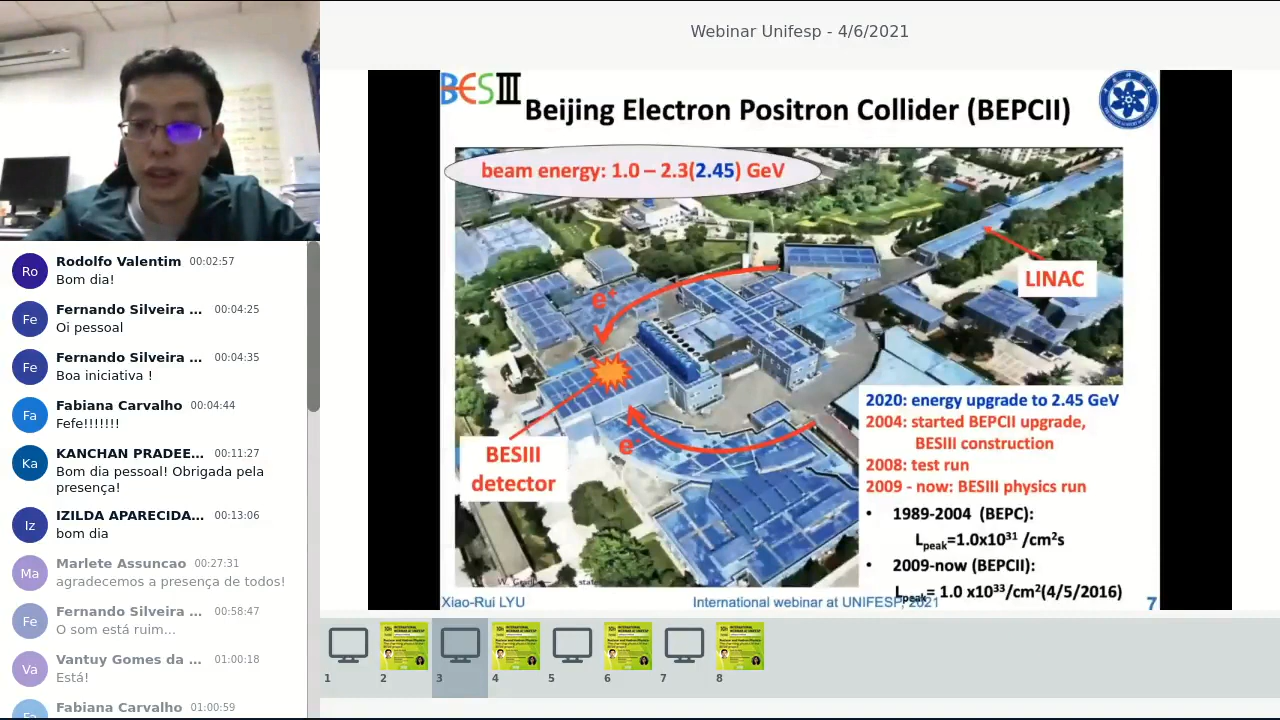 Webinar Unifesp - 4/6/2021
BESIII
Beijing Electron Positron Collider (BEPCII)
beam energy: 1.0 – 2.3(2.45) GeV
LINAC
e⁺
e⁻
BESIII
detector
2020: energy upgrade to 2.45 GeV
2004: started BEPCII upgrade,
BESIII construction
2008: test run
2009 - now: BESIII physics run
• 1989-2004 (BEPC):
Lpeak=1.0x10³¹ /cm²s
• 2009-now (BEPCII):
Lpeak= 1.0 x10³³/cm²(4/5/2016)
Xiao-Rui LYU
International webinar at UNIFESP, 2021
7
Ro Rodolfo Valentim 00:02:57
Bom dia!
Fe Fernando Silveira ... 00:04:25
Oi pessoal
Fe Fernando Silveira ... 00:04:35
Boa iniciativa !
Fa Fabiana Carvalho 00:04:44
Fefe!!!!!!!
Ka KANCHAN PRADEE... 00:11:27
Bom dia pessoal! Obrigada pela
presença!
Iz IZILDA APARECIDA... 00:13:06
bom dia
Ma Marlete Assuncao 00:27:31
agradecemos a presença de todos!
Fe Fernando Silveira ... 00:58:47
O som está ruim...
Va Vantuy Gomes da ... 01:00:18
Está!
Fa Fabiana Carvalho 01:00:59
1 2 3 4 5 6 7 8